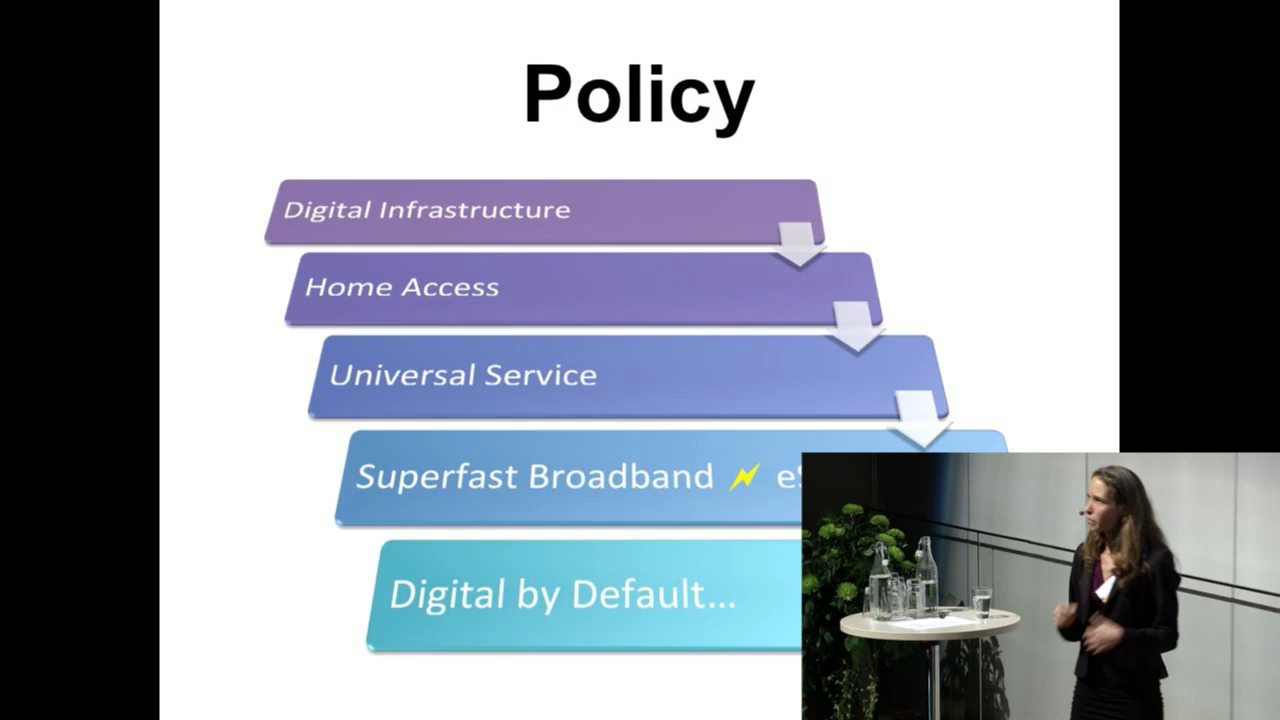 Policy
Digital Infrastructure
Home Access
Universal Service
Superfast Broadband
Digital by Default...